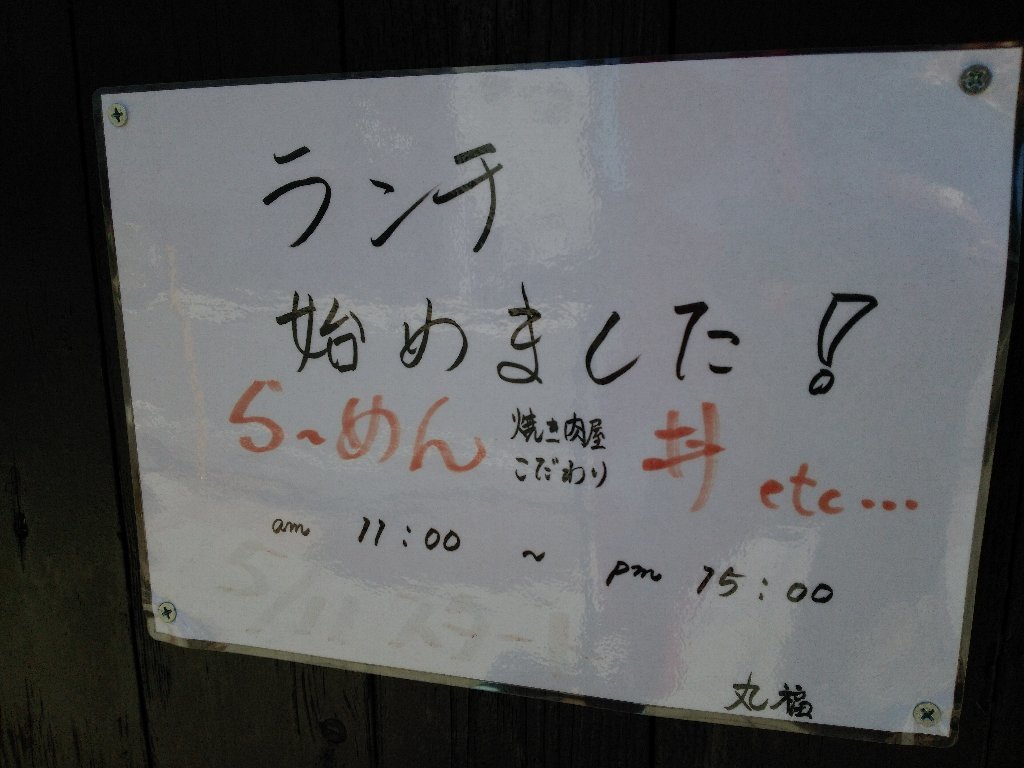 ランチ
始めました!
ら~めん 焼き肉屋こだわり 丼 etc…
am 11:00 ~ pm 15:00
丸福